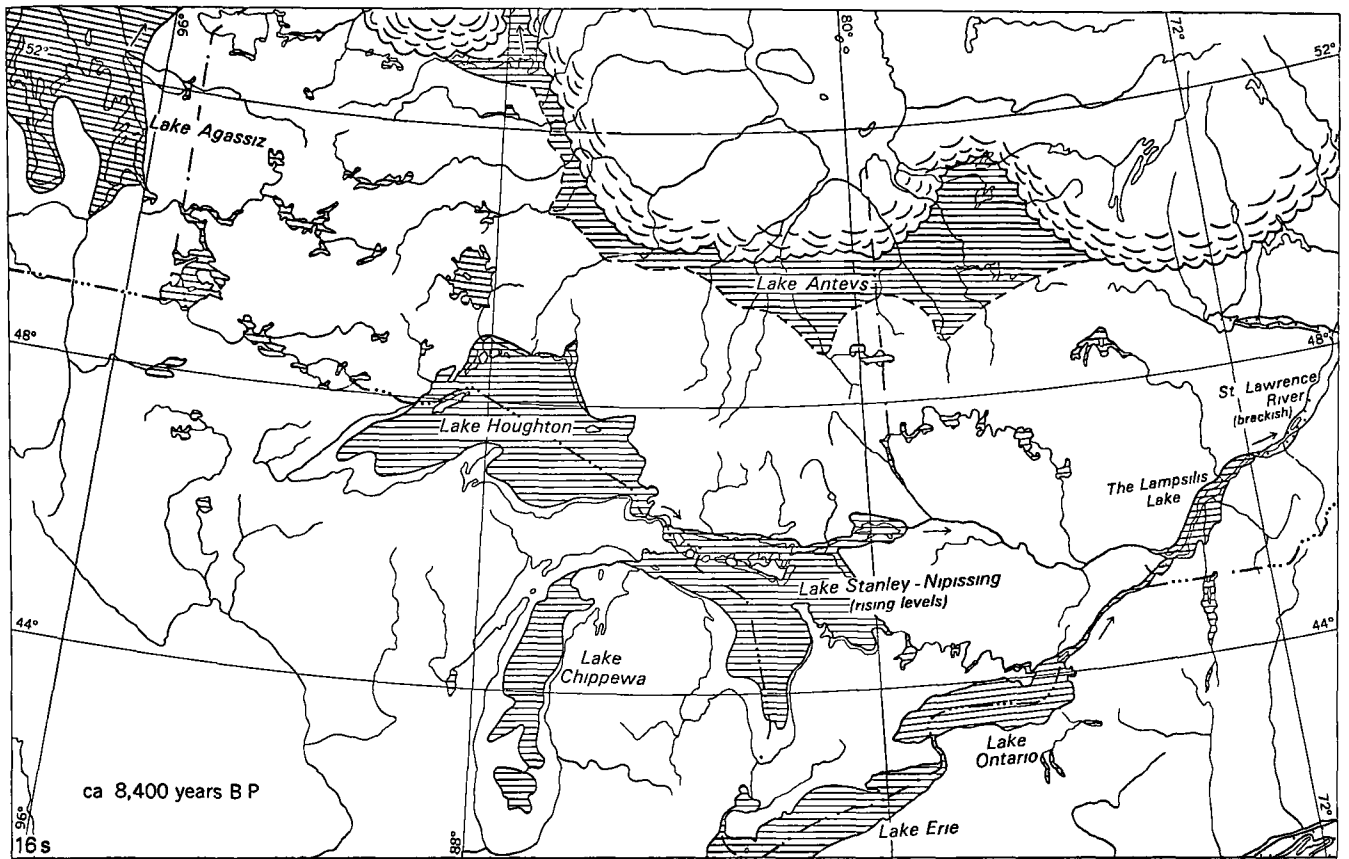 96°
80°
72°
52°
52°
Lake Agassiz
Lake Antevs
48°
48°
St Lawrence
River
(brackish)
Lake Houghton
The Lampsilis
Lake
Lake Stanley-Nipissing
(rising levels)
44°
44°
Lake
Chippewa
Lake
Ontario
ca 8,400 years B P
Lake Erie
96°
88°
72°
16s